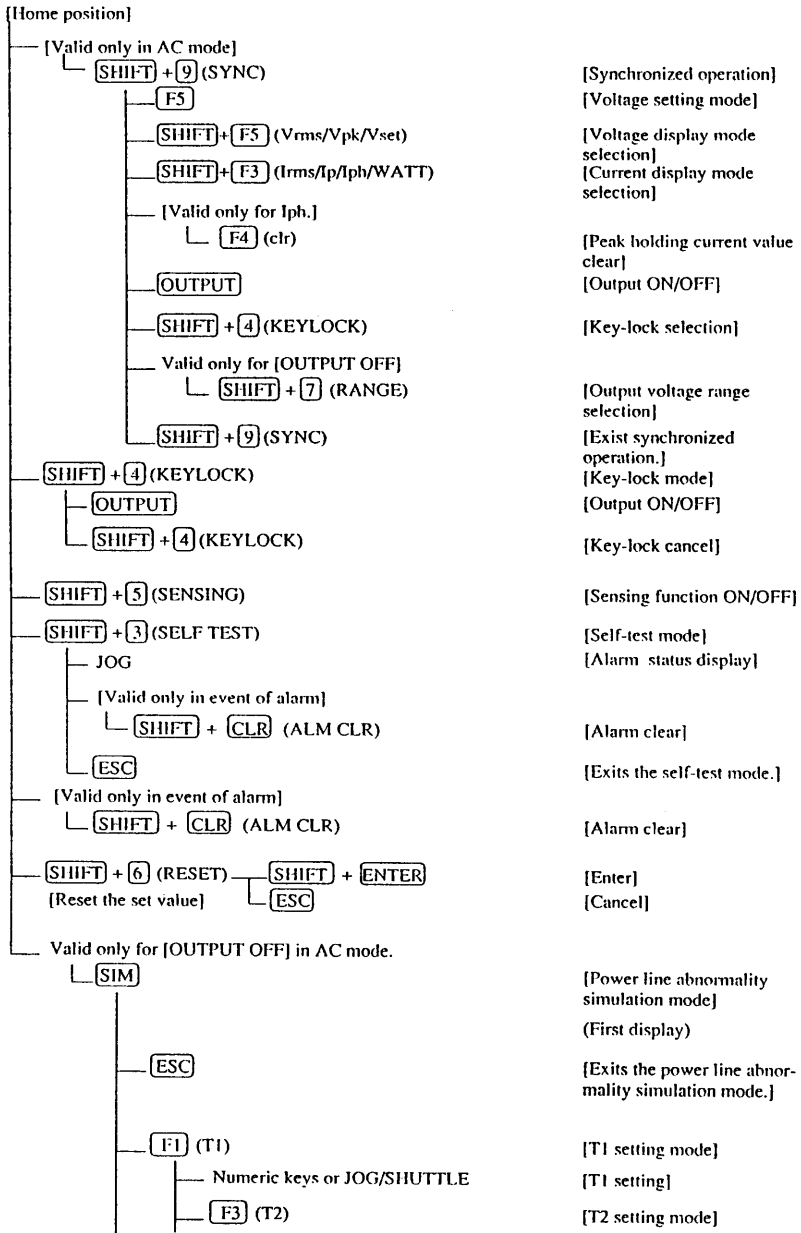 [Home position]
[Valid only in AC mode]
SHIFT + 9 (SYNC) [Synchronized operation]
F5 [Voltage setting mode]
SHIFT + F5 (Vrms/Vpk/Vset) [Voltage display mode
selection]
SHIFT + F3 (Irms/Ip/Iph/WATT) [Current display mode
selection]
[Valid only for Iph.]
F4 (clr) [Peak holding current value
clear]
OUTPUT [Output ON/OFF]
SHIFT + 4 (KEYLOCK) [Key-lock selection]
Valid only for [OUTPUT OFF]
SHIFT + 7 (RANGE) [Output voltage range
selection]
SHIFT + 9 (SYNC) [Exist synchronized
operation.]
SHIFT + 4 (KEYLOCK) [Key-lock mode]
OUTPUT [Output ON/OFF]
SHIFT + 4 (KEYLOCK) [Key-lock cancel]
SHIFT + 5 (SENSING) [Sensing function ON/OFF]
SHIFT + 3 (SELF TEST) [Self-test mode]
JOG [Alarm status display]
[Valid only in event of alarm]
SHIFT + CLR (ALM CLR) [Alarm clear]
ESC [Exits the self-test mode.]
[Valid only in event of alarm]
SHIFT + CLR (ALM CLR) [Alarm clear]
SHIFT + 6 (RESET) SHIFT + ENTER [Enter]
[Reset the set value] ESC [Cancel]
Valid only for [OUTPUT OFF] in AC mode.
SIM [Power line abnormality
simulation mode]
(First display)
ESC [Exits the power line abnor-
mality simulation mode.]
F1 (T1) [T1 setting mode]
Numeric keys or JOG/SHUTTLE [T1 setting]
F3 (T2) [T2 setting mode]